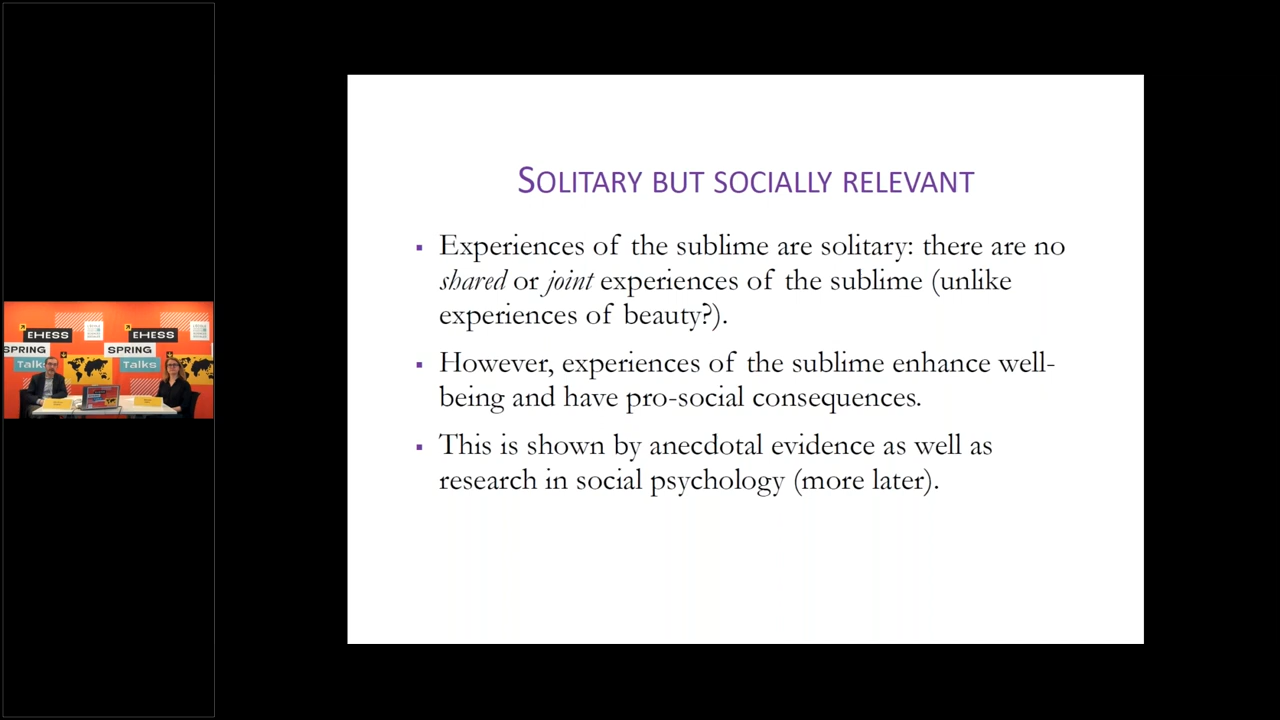 SOLITARY BUT SOCIALLY RELEVANT
▪ Experiences of the sublime are solitary: there are no
shared or joint experiences of the sublime (unlike
experiences of beauty?).
▪ However, experiences of the sublime enhance well-
being and have pro-social consequences.
▪ This is shown by anecdotal evidence as well as
research in social psychology (more later).
EHESS
EHESS
SPRING
SPRING
Talks
Talks